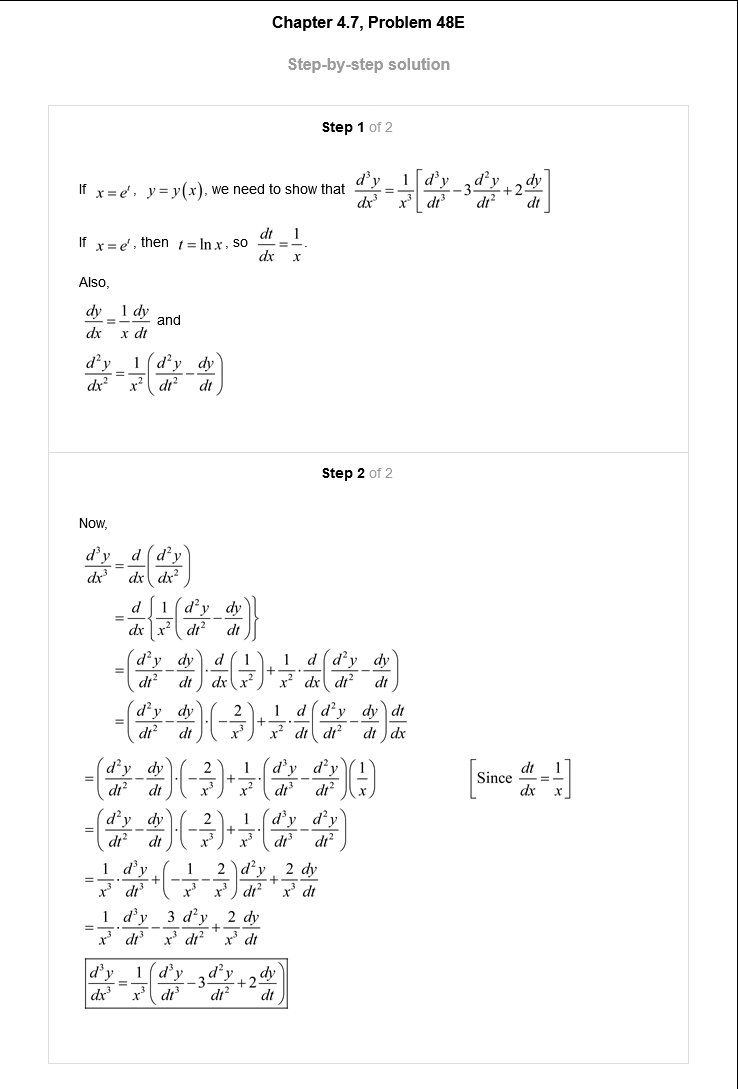 Chapter 4.7, Problem 48E
Step-by-step solution
Step 1 of 2
If $x = e^t$, $y = y(x)$, we need to show that $\frac{d^3y}{dx^3} = \frac{1}{x^3}\left[\frac{d^3y}{dt^3} - 3\frac{d^2y}{dt^2} + 2\frac{dy}{dt}\right]$
If $x = e^t$, then $t = \ln x$, so $\frac{dt}{dx} = \frac{1}{x}$.
Also,
$\frac{dy}{dx} = \frac{1}{x}\frac{dy}{dt}$ and
$\frac{d^2y}{dx^2} = \frac{1}{x^2}\left(\frac{d^2y}{dt^2} - \frac{dy}{dt}\right)$
Step 2 of 2
Now,
$\frac{d^3y}{dx^3} = \frac{d}{dx}\left(\frac{d^2y}{dx^2}\right)$
$= \frac{d}{dx}\left\{\frac{1}{x^2}\left(\frac{d^2y}{dt^2} - \frac{dy}{dt}\right)\right\}$
$= \left(\frac{d^2y}{dt^2} - \frac{dy}{dt}\right) \cdot \frac{d}{dx}\left(\frac{1}{x^2}\right) + \frac{1}{x^2} \cdot \frac{d}{dx}\left(\frac{d^2y}{dt^2} - \frac{dy}{dt}\right)$
$= \left(\frac{d^2y}{dt^2} - \frac{dy}{dt}\right) \cdot \left(-\frac{2}{x^3}\right) + \frac{1}{x^2} \cdot \frac{d}{dt}\left(\frac{d^2y}{dt^2} - \frac{dy}{dt}\right)\frac{dt}{dx}$
$= \left(\frac{d^2y}{dt^2} - \frac{dy}{dt}\right) \cdot \left(-\frac{2}{x^3}\right) + \frac{1}{x^2} \cdot \left(\frac{d^3y}{dt^3} - \frac{d^2y}{dt^2}\right)\left(\frac{1}{x}\right)$ $\left[\text{Since } \frac{dt}{dx} = \frac{1}{x}\right]$
$= \left(\frac{d^2y}{dt^2} - \frac{dy}{dt}\right) \cdot \left(-\frac{2}{x^3}\right) + \frac{1}{x^3} \cdot \left(\frac{d^3y}{dt^3} - \frac{d^2y}{dt^2}\right)$
$= \frac{1}{x^3} \cdot \frac{d^3y}{dt^3} + \left(-\frac{1}{x^3} - \frac{2}{x^3}\right)\frac{d^2y}{dt^2} + \frac{2}{x^3}\frac{dy}{dt}$
$= \frac{1}{x^3} \cdot \frac{d^3y}{dt^3} - \frac{3}{x^3}\frac{d^2y}{dt^2} + \frac{2}{x^3}\frac{dy}{dt}$
$\frac{d^3y}{dx^3} = \frac{1}{x^3}\left(\frac{d^3y}{dt^3} - 3\frac{d^2y}{dt^2} + 2\frac{dy}{dt}\right)$